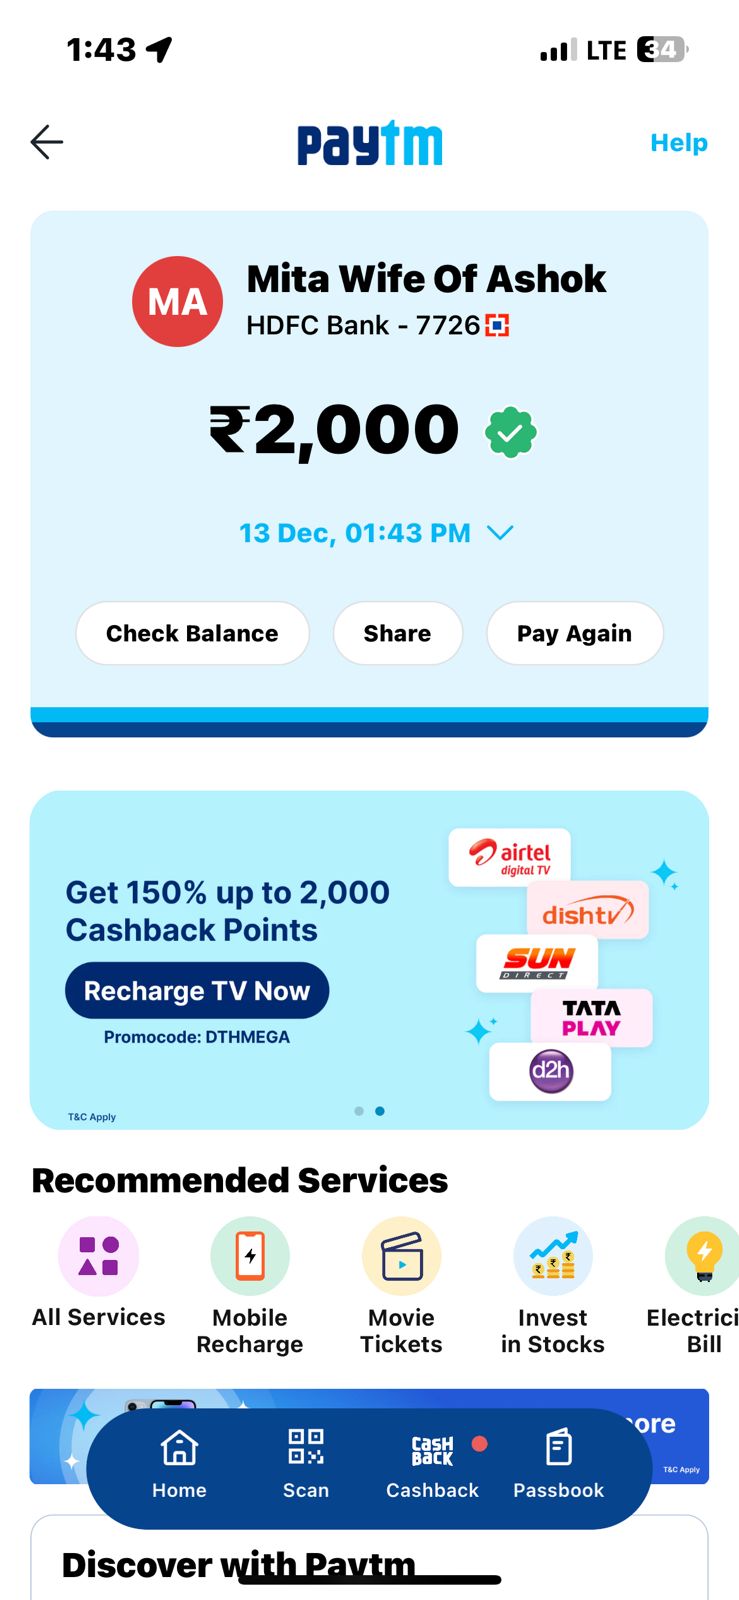 1:43
LTE 34
paytm
Help
MA
Mita Wife Of Ashok
HDFC Bank - 7726
₹2,000
13 Dec, 01:43 PM
Check Balance
Share
Pay Again
Get 150% up to 2,000
Cashback Points
Recharge TV Now
Promocode: DTHMEGA
T&C Apply
airtel
digital TV
dishtv
SUN
DIRECT
TATA
PLAY
d2h
Recommended Services
All Services
Mobile
Recharge
Movie
Tickets
Invest
in Stocks
Electrici
Bill
ore
T&C Apply
Home
Scan
CASH
BACK
Cashback
Passbook
Discover with Paytm